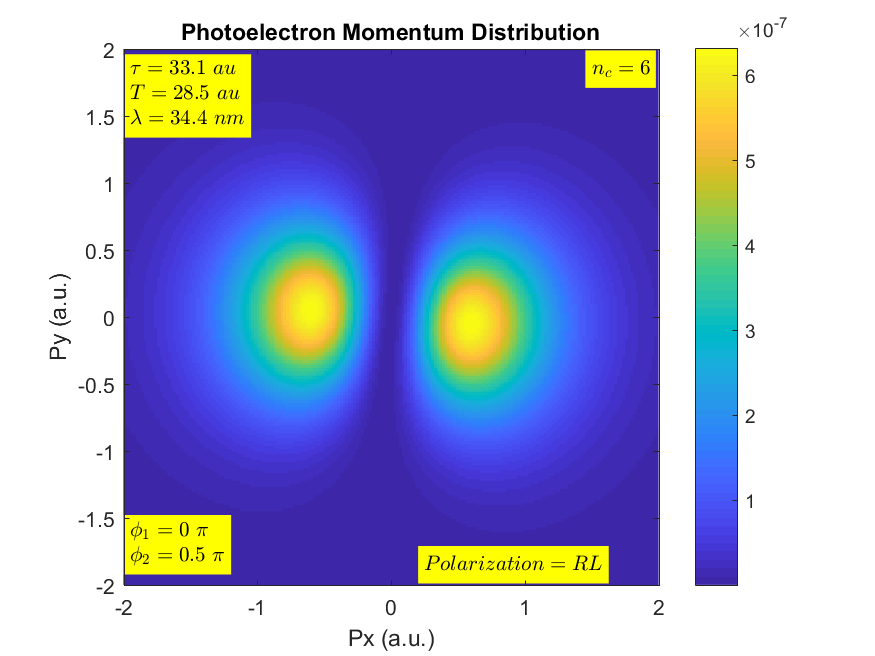 Photoelectron Momentum Distribution
×10⁻⁷
τ = 33.1 au
T = 28.5 au
λ = 34.4 nm
n_c = 6
ϕ₁ = 0 π
ϕ₂ = 0.5 π
Polarization = RL
2
1.5
1
0.5
0
-0.5
-1
-1.5
-2
Py (a.u.)
-2
-1
0
1
2
Px (a.u.)
6
5
4
3
2
1